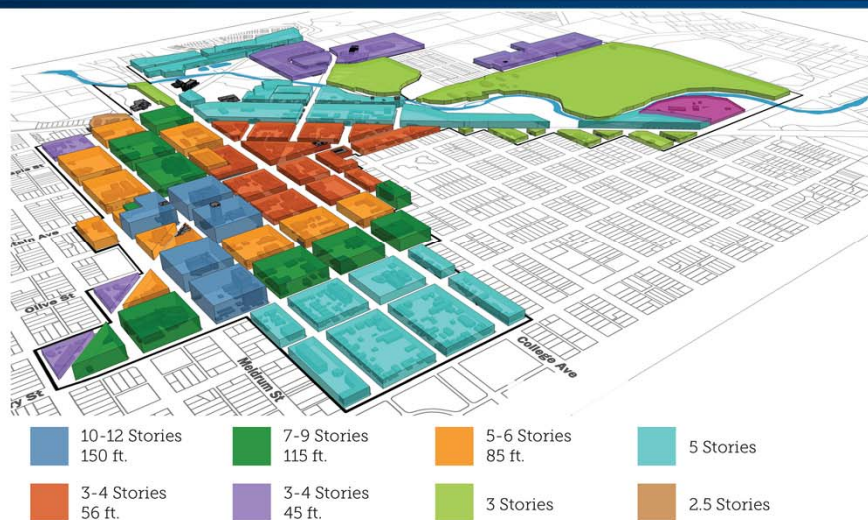 Olive St
Meldrum St
College Ave
10-12 Stories
150 ft.
7-9 Stories
115 ft.
5-6 Stories
85 ft.
5 Stories
3-4 Stories
56 ft.
3-4 Stories
45 ft.
3 Stories
2.5 Stories